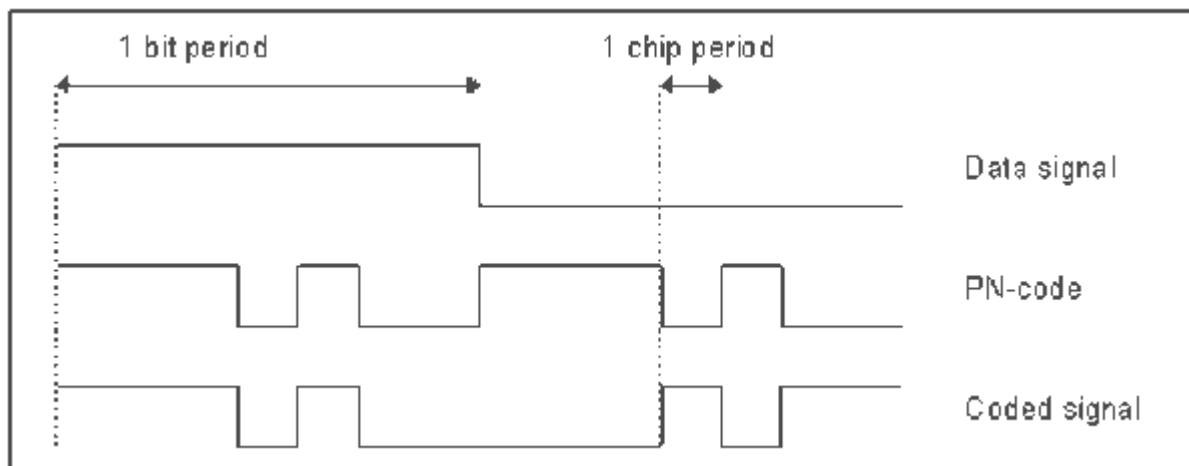 1 bit period
1 chip period
Data signal
PN-code
Coded signal